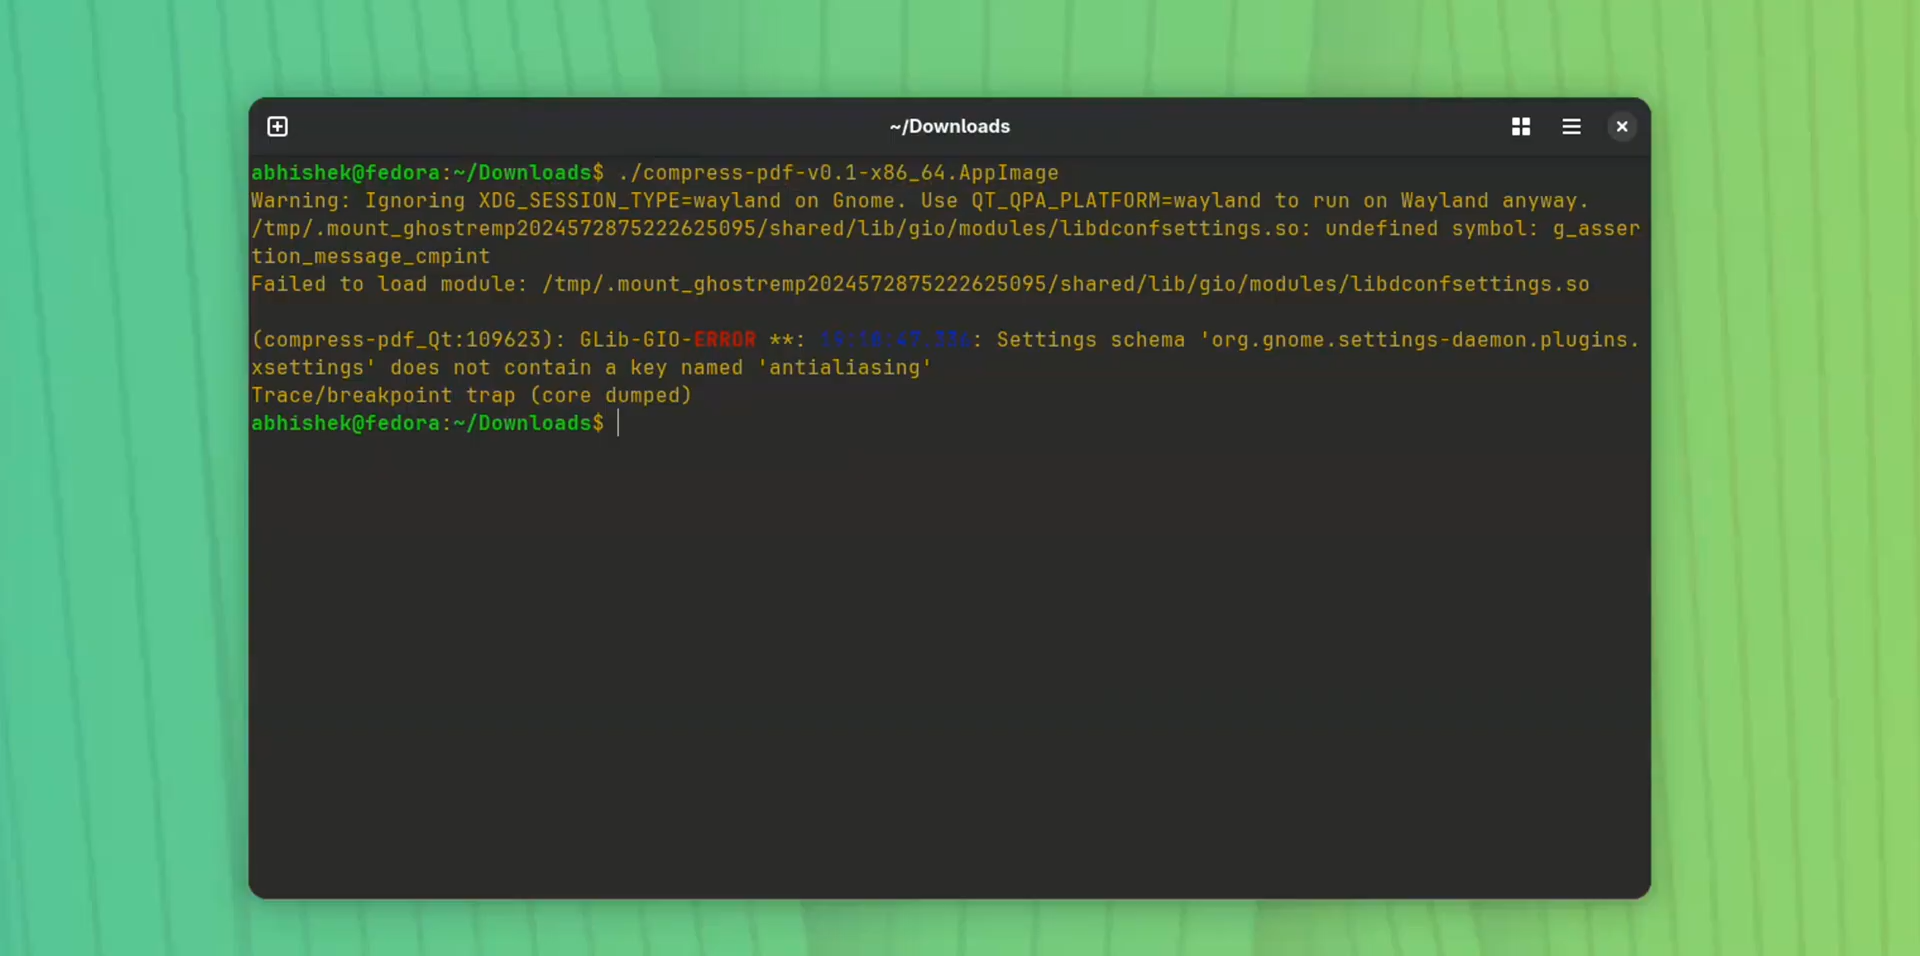 ~/Downloads
abhishek@fedora:~/Downloads$ ./compress-pdf-v0.1-x86_64.AppImage
Warning: Ignoring XDG_SESSION_TYPE=wayland on Gnome. Use QT_QPA_PLATFORM=wayland to run on Wayland anyway.
/tmp/.mount_ghostremp2024572875222625095/shared/lib/gio/modules/libdconfsettings.so: undefined symbol: g_asser
tion_message_cmpint
Failed to load module: /tmp/.mount_ghostremp2024572875222625095/shared/lib/gio/modules/libdconfsettings.so
(compress-pdf_Qt:109623): GLib-GIO-ERROR **: : Settings schema 'org.gnome.settings-daemon.plugins.
xsettings' does not contain a key named 'antialiasing'
Trace/breakpoint trap (core dumped)
abhishek@fedora:~/Downloads$